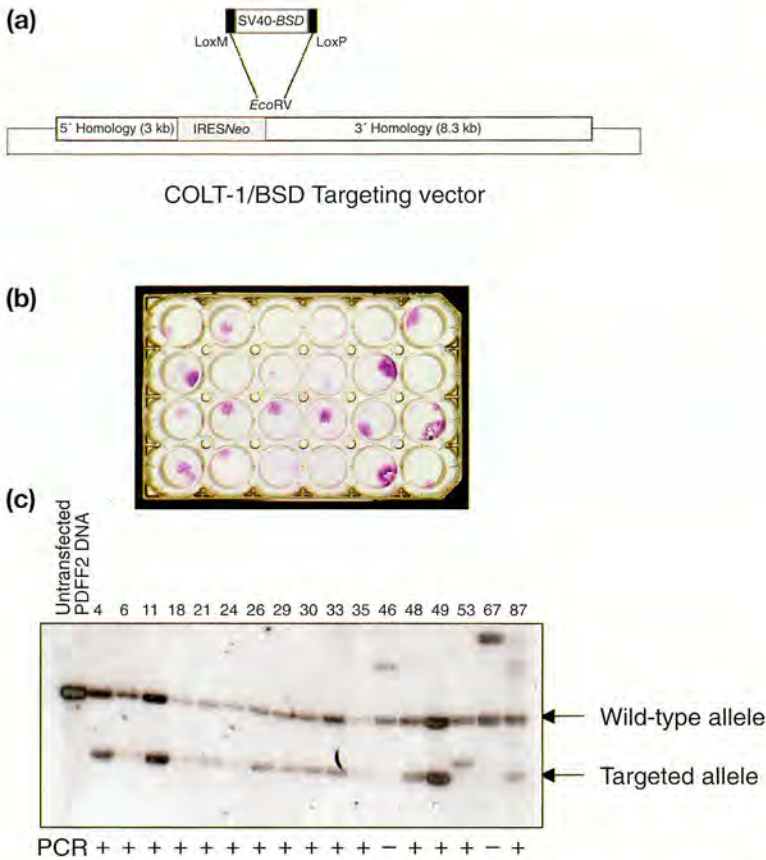 (a)
SV40-BSD
LoxM LoxP
EcoRV
5´ Homology (3 kb) IRESNeo 3´ Homology (8.3 kb)
COLT-1/BSD Targeting vector
(b)
(c)
Untransfected
PDFF2 DNA
4 6 11 18 21 24 26 29 30 33 35 46 48 49 53 67 87
Wild-type allele
Targeted allele
PCR + + + + + + + + + + + − + + + − +